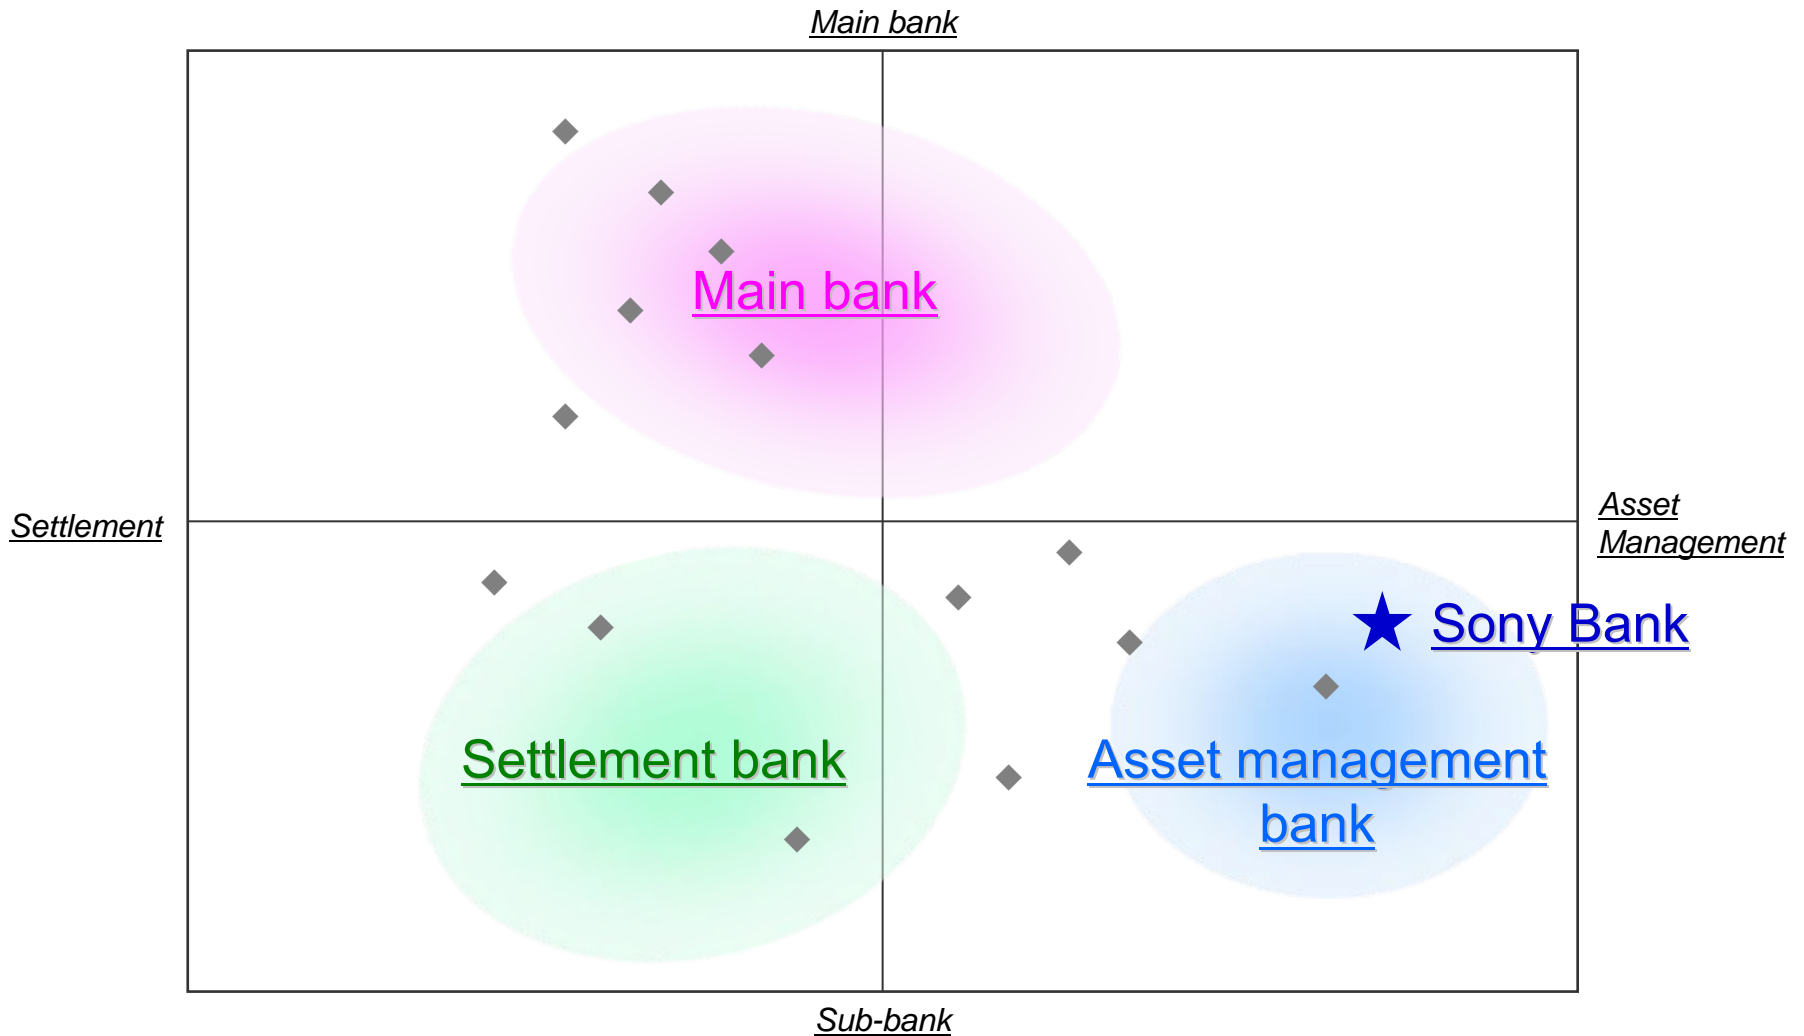 Main bank
Main bank
Settlement
Asset
Management
Sony Bank
Settlement bank
Asset management
bank
Sub-bank